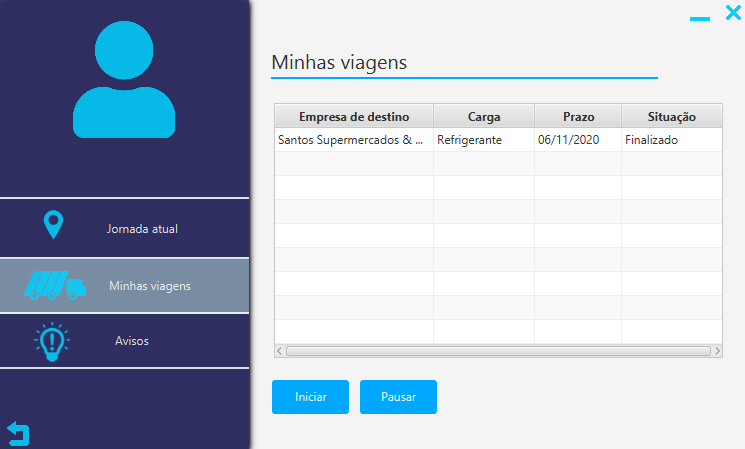 Jornada atual
Minhas viagens
Avisos
Minhas viagens
Empresa de destino Carga Prazo Situação
Santos Supermercados & ... Refrigerante 06/11/2020 Finalizado
Iniciar Pausar